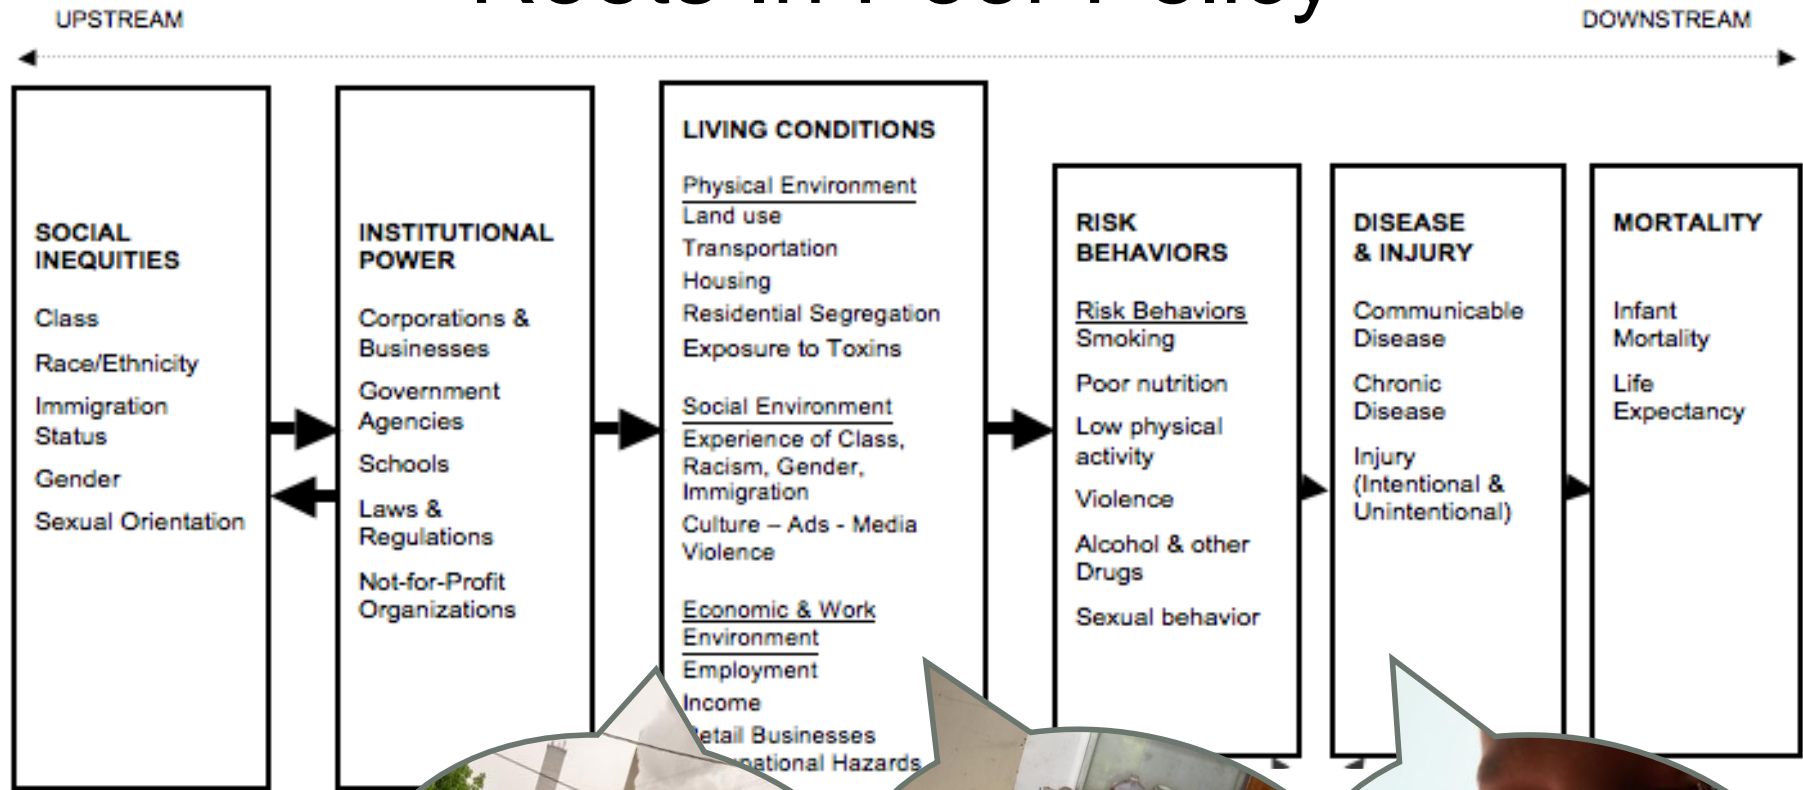 UPSTREAM
DOWNSTREAM
SOCIAL
INEQUITIES
Class
Race/Ethnicity
Immigration
Status
Gender
Sexual Orientation
INSTITUTIONAL
POWER
Corporations &
Businesses
Government
Agencies
Schools
Laws &
Regulations
Not-for-Profit
Organizations
LIVING CONDITIONS
Physical Environment
Land use
Transportation
Housing
Residential Segregation
Exposure to Toxins
Social Environment
Experience of Class,
Racism, Gender,
Immigration
Culture – Ads - Media
Violence
Economic & Work
Environment
Employment
Income
Businesses
Hazards
RISK
BEHAVIORS
Risk Behaviors
Smoking
Poor nutrition
Low physical
activity
Violence
Alcohol & other
Drugs
Sexual behavior
DISEASE
& INJURY
Communicable
Disease
Chronic
Disease
Injury
(Intentional &
Unintentional)
MORTALITY
Infant
Mortality
Life
Expectancy